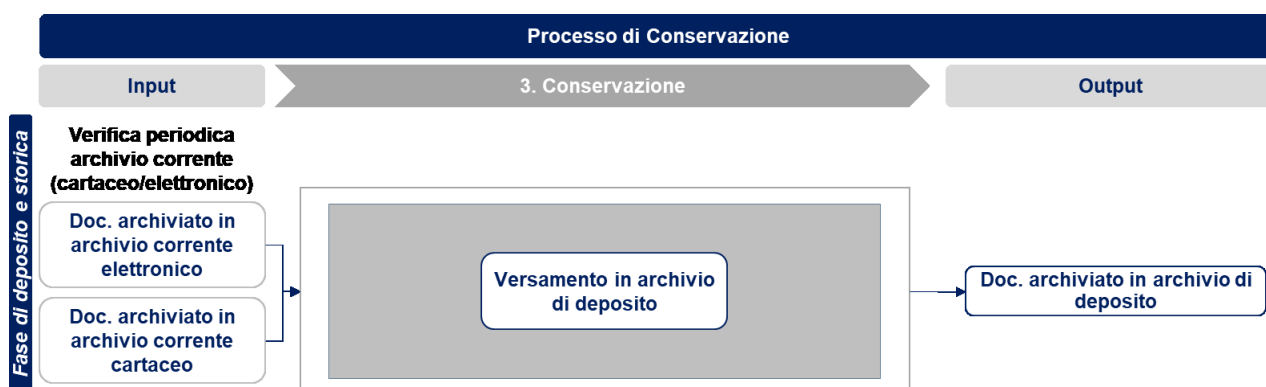 Processo di Conservazione
Input
3. Conservazione
Output
Fase di deposito e storica
Verifica periodica
archivio corrente
(cartaceo/elettronico)
Doc. archiviato in
archivio corrente
elettronico
Doc. archiviato in
archivio corrente
cartaceo
Versamento in archivio
di deposito
Doc. archiviato in archivio di
deposito